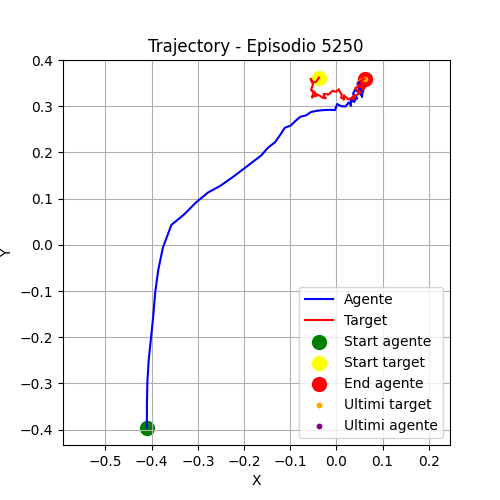 Trajectory - Episodio 5250
0.4
0.3
0.2
0.1
0.0
−0.1
−0.2
−0.3
−0.4
Y
−0.5
−0.4
−0.3
−0.2
−0.1
0.0
0.1
0.2
X
Agente
Target
Start agente
Start target
End agente
Ultimi target
Ultimi agente